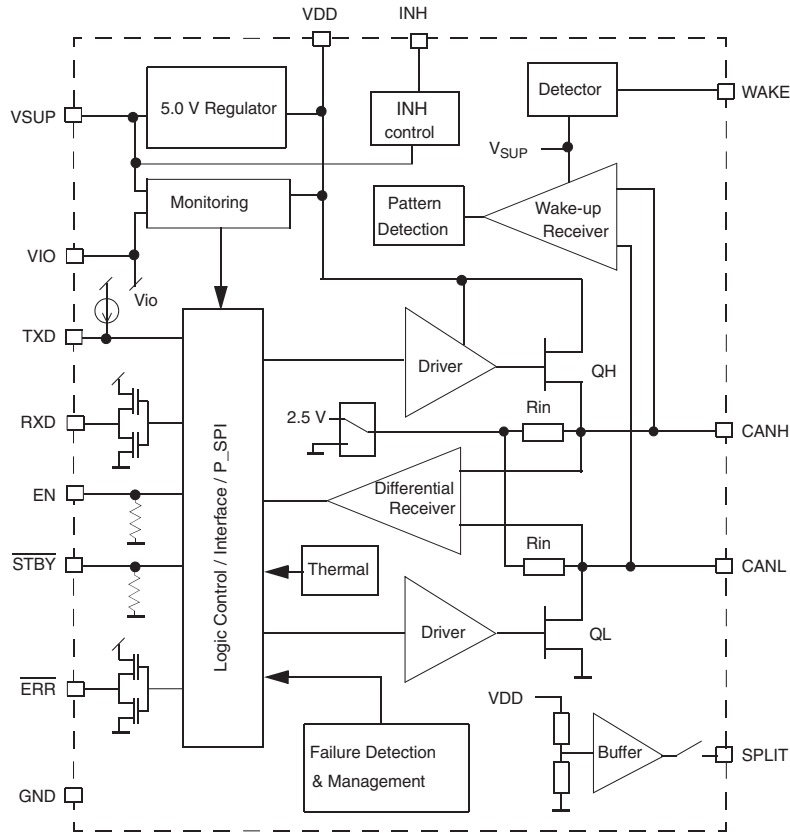 VDD
INH
VSUP
5.0 V Regulator
INH
control
Detector
WAKE
VSUP
Monitoring
Pattern
Detection
Wake-up
Receiver
VIO
Vio
TXD
Driver
QH
RXD
2.5 V
Rin
CANH
EN
Differential
Receiver
Logic Control / Interface / P_SPI
STBY
Thermal
Rin
CANL
Driver
QL
ERR
VDD
Failure Detection
& Management
Buffer
SPLIT
GND